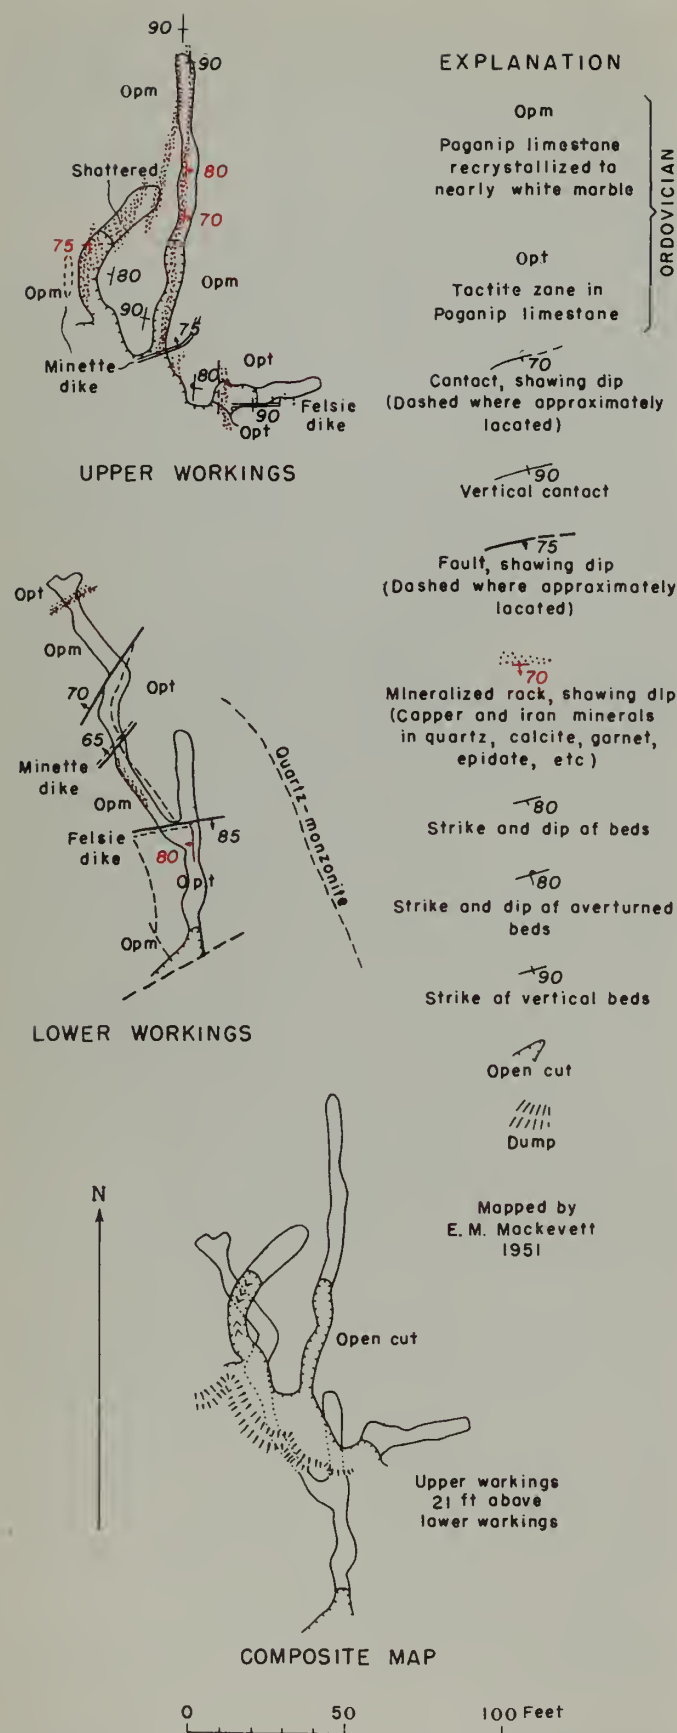 90
90
Opm
Shattered
80
75
70
80
Opm
Opm
90
75
Minette
dike
Opt
80
90
Felsie
dike
Opt
UPPER WORKINGS
EXPLANATION
Opm
Poganip limestone
recrystallized to
nearly white marble
Opt
Tactite zone in
Poganip limestone
ORDOVICIAN
70
Contact, showing dip
(Dashed where approximately
located)
90
Vertical contact
75
Fault, showing dip
(Dashed where approximately
located)
70
Mineralized rock, showing dip
(Copper and iron minerals
in quartz, calcite, garnet,
epidote, etc)
80
Strike and dip of beds
80
Strike and dip of overturned
beds
90
Strike of vertical beds
Open cut
Dump
Mapped by
E. M. Mackevett
1951
Opt
Opm
70
Opt
65
Minette
dike
Opm
Felsie
dike
80
85
Opt
Opm
Quartz-monzonite
LOWER WORKINGS
N
Open cut
Upper workings
21 ft above
lower workings
COMPOSITE MAP
0 50 100 Feet